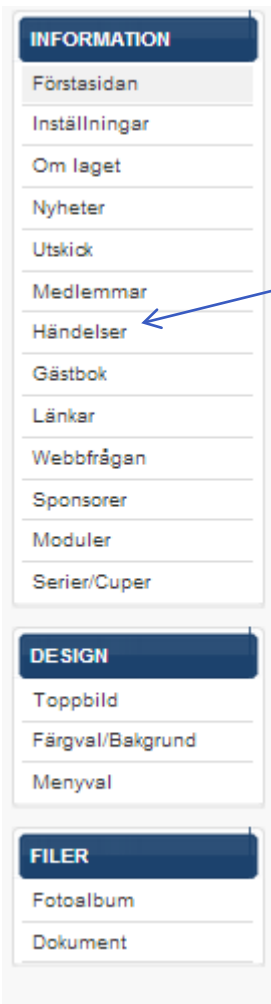 INFORMATION
Förstasidan
Inställningar
Om laget
Nyheter
Utskick
Medlemmar
Händelser
Gästbok
Länkar
Webbfrågan
Sponsorer
Moduler
Serier/Cuper
DESIGN
Toppbild
Färgval/Bakgrund
Menyval
FILER
Fotoalbum
Dokument